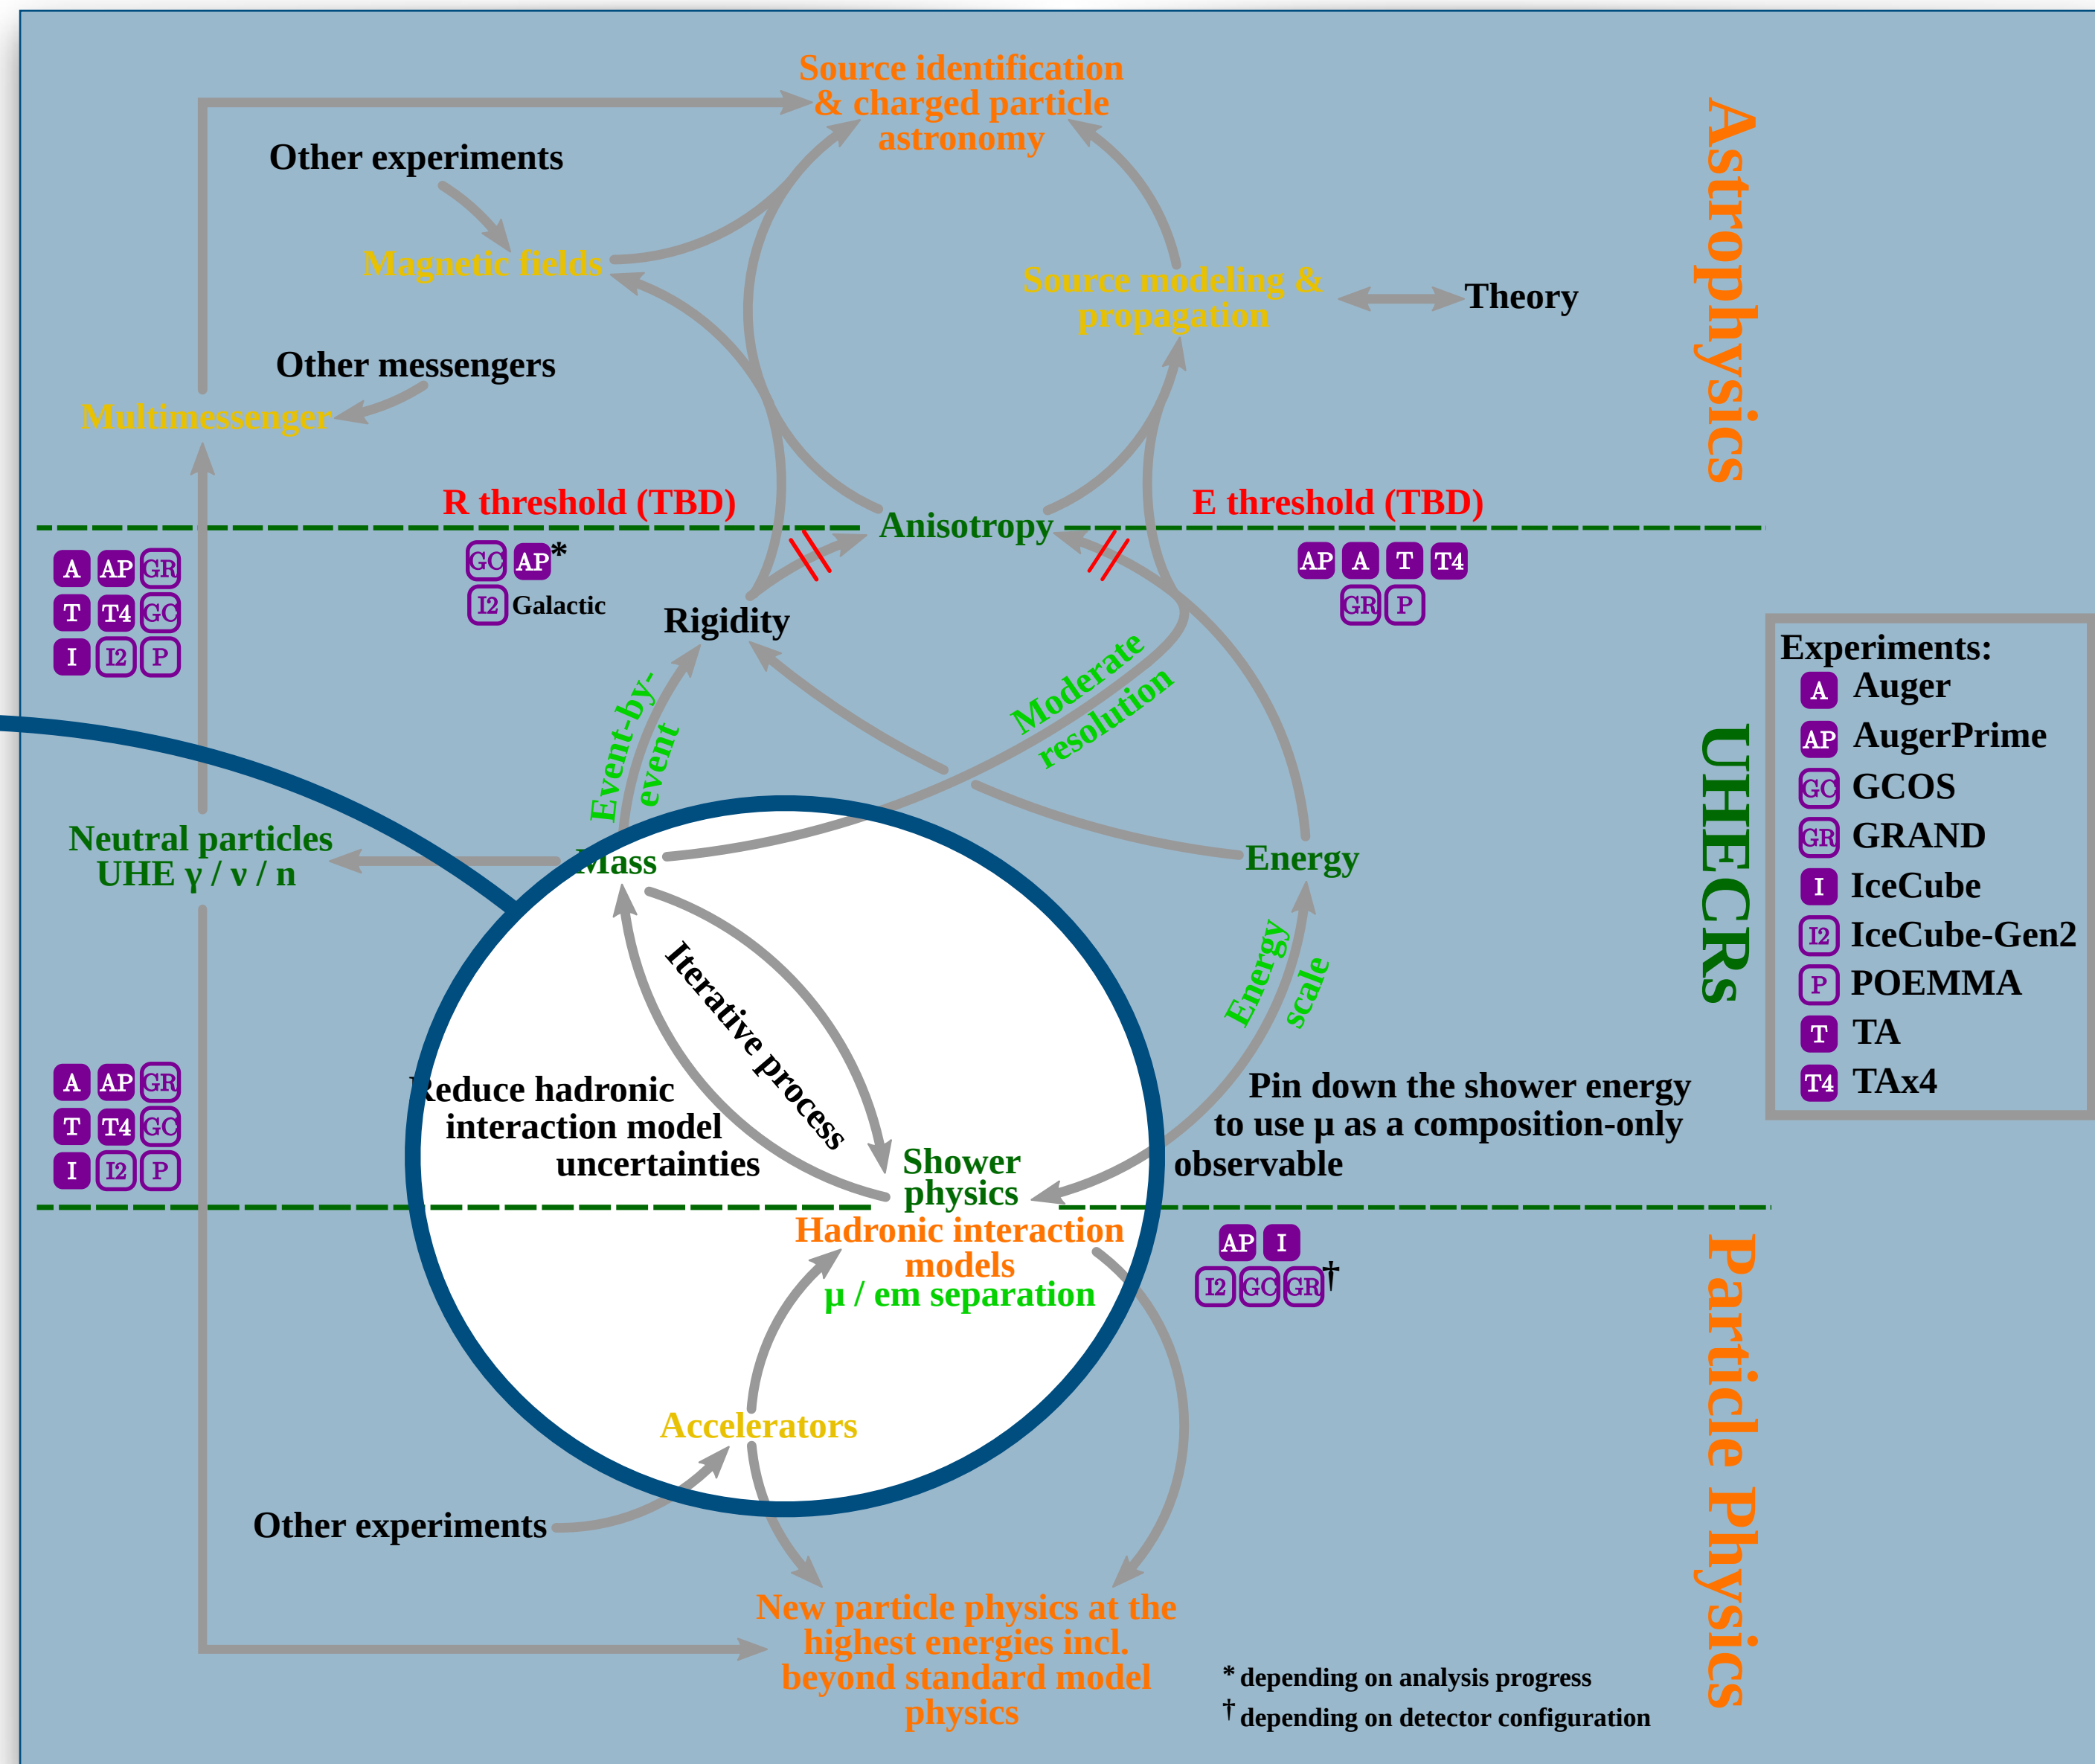 Source identification
& charged particle
astronomy
Other experiments
Magnetic fields
Source modeling &
propagation
Theory
Other messengers
Multimessenger
Astrophysics
R threshold (TBD)
E threshold (TBD)
Anisotropy
A AP GR
T T4 GC
I I2 P
GC AP*
I2 Galactic
AP A T T4
GR P
Rigidity
Event-by-
event
Moderate
resolution
Neutral particles
UHE γ / ν / n
Mass
Energy
UHECRs
Experiments:
A Auger
AP AugerPrime
GC GCOS
GR GRAND
I IceCube
I2 IceCube-Gen2
P POEMMA
T TA
T4 TAx4
Iterative process
Energy
scale
A AP GR
T T4 GC
I I2 P
Reduce hadronic
interaction model
uncertainties
Pin down the shower energy
to use μ as a composition-only
observable
Shower
physics
Hadronic interaction
models
μ / em separation
AP I
I2 GC GR†
Accelerators
Other experiments
Particle Physics
New particle physics at the
highest energies incl.
beyond standard model
physics
* depending on analysis progress
† depending on detector configuration